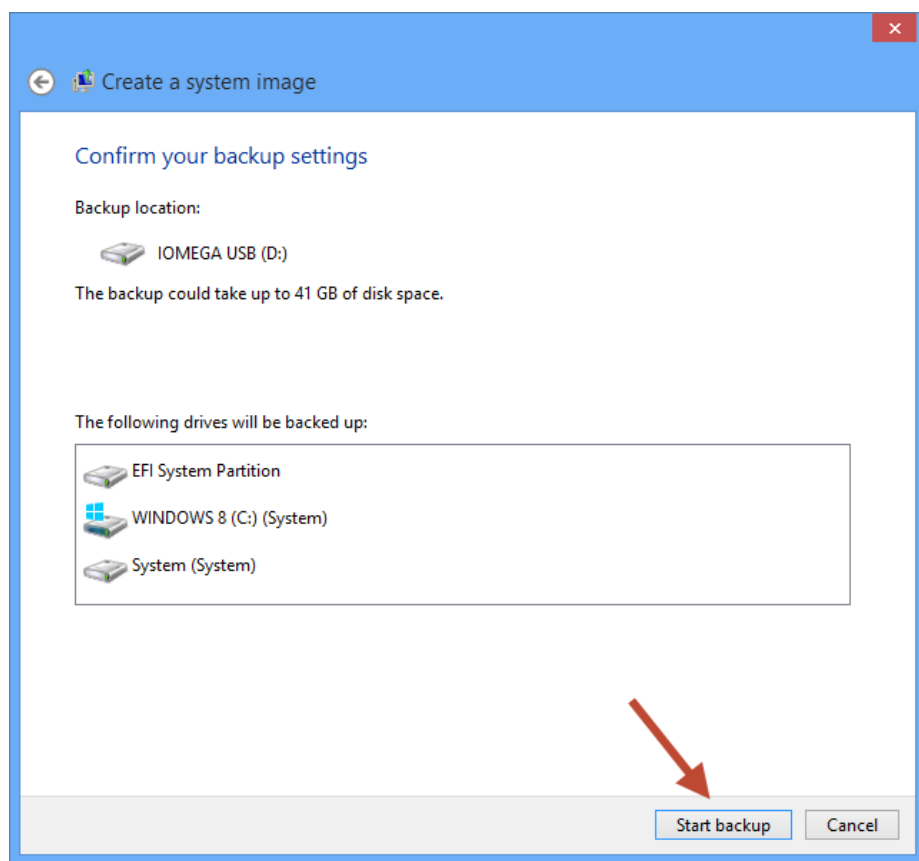 Create a system image
Confirm your backup settings
Backup location:
IOMEGA USB (D:)
The backup could take up to 41 GB of disk space.
The following drives will be backed up:
EFI System Partition
WINDOWS 8 (C:) (System)
System (System)
Start backup
Cancel